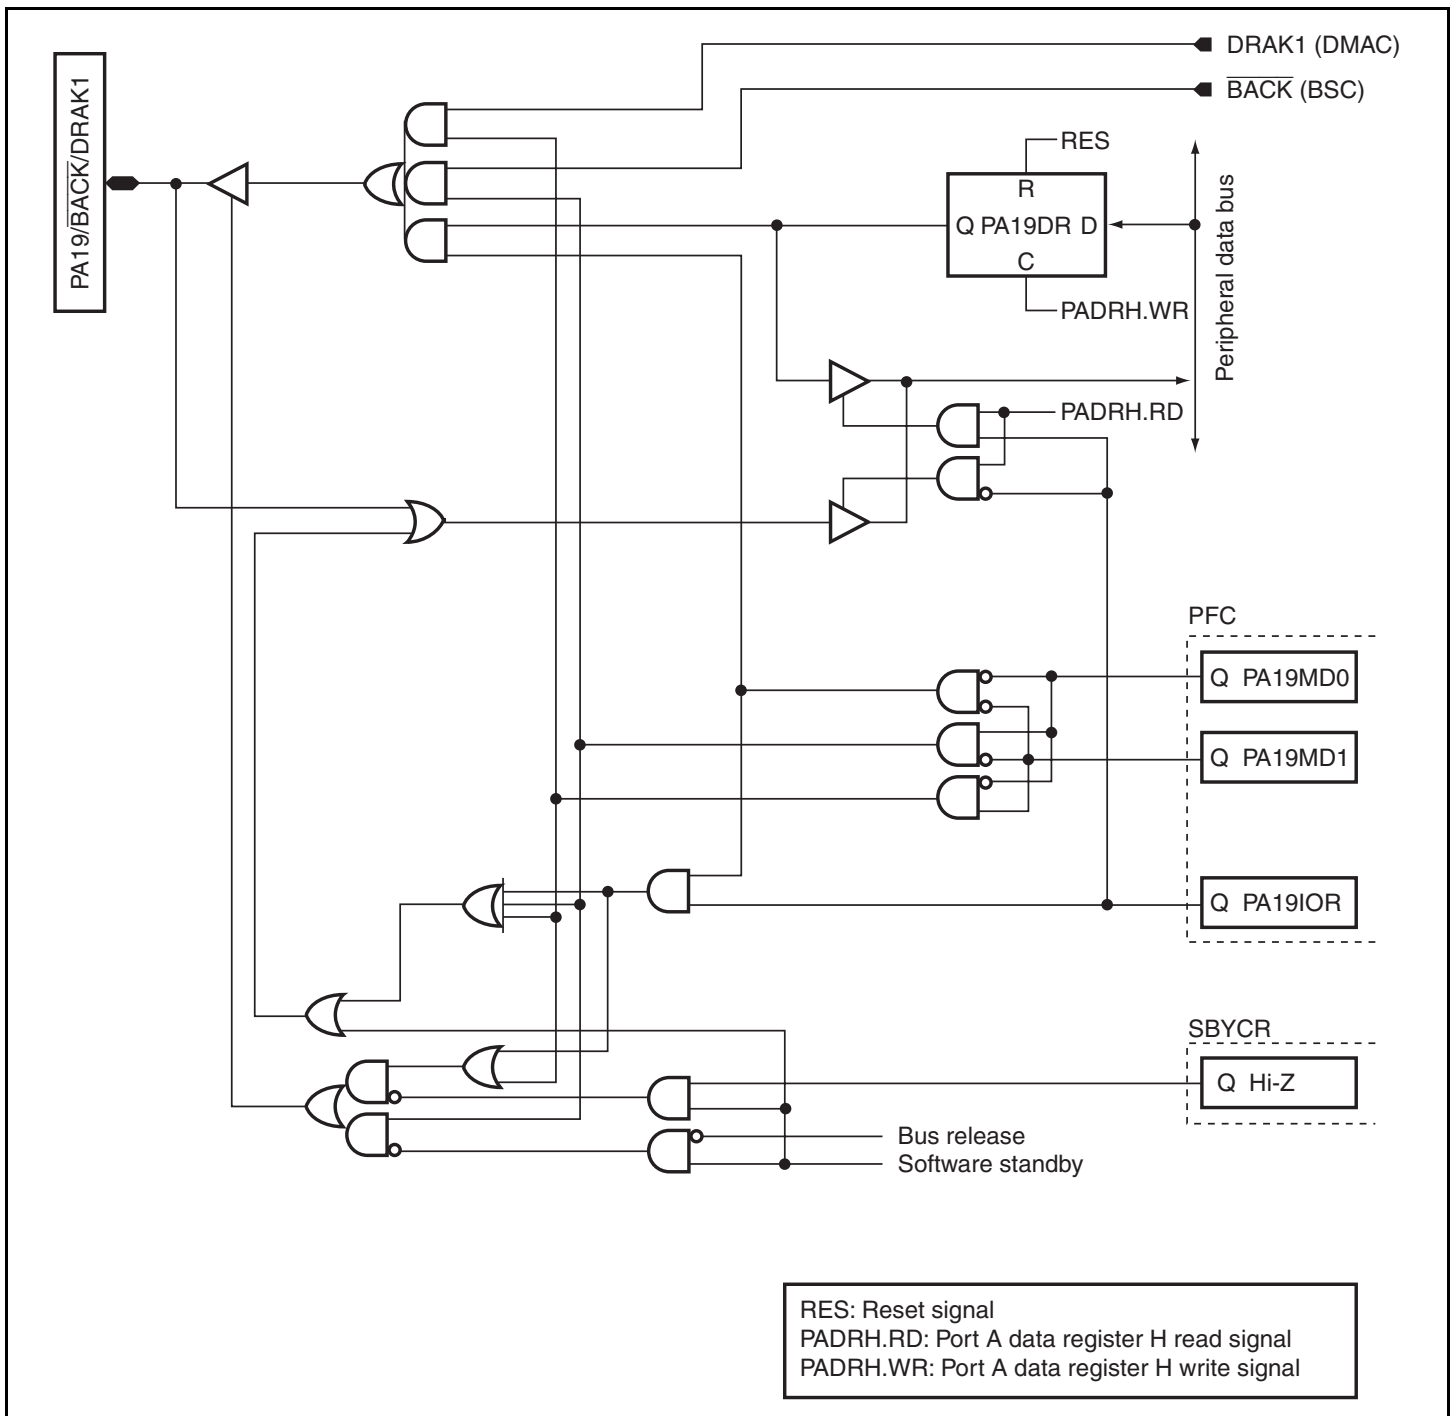 DRAK1 (DMAC)
BACK (BSC)
PA19/BACK/DRAK1
RES
R
Q PA19DR D
C
PADRH.WR
Peripheral data bus
PADRH.RD
PFC
Q PA19MD0
Q PA19MD1
Q PA19IOR
SBYCR
Q Hi-Z
Bus release
Software standby
RES: Reset signal
PADRH.RD: Port A data register H read signal
PADRH.WR: Port A data register H write signal